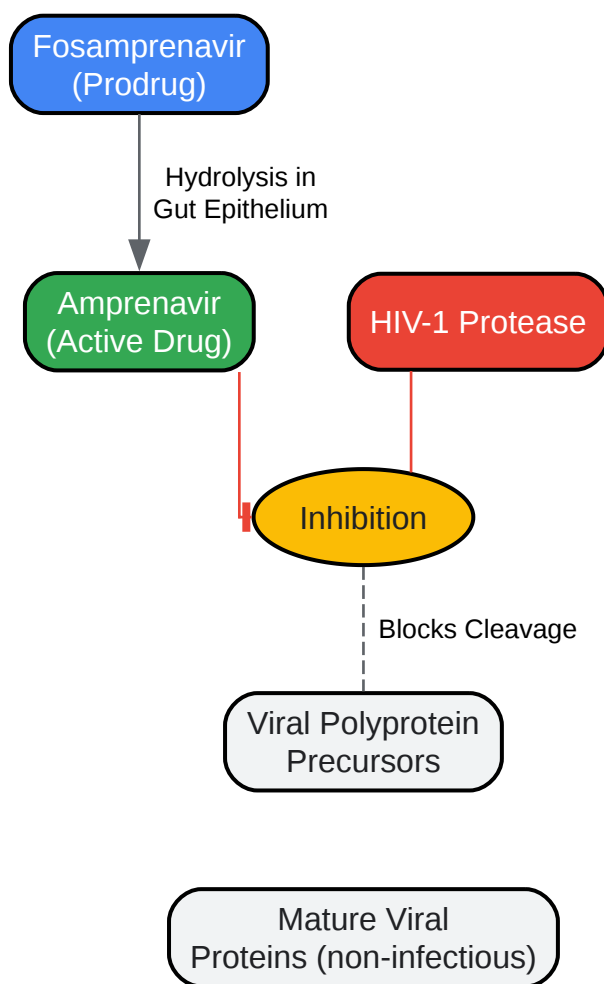 Fosamprenavir
(Prodrug)
Hydrolysis in
Gut Epithelium
Amprenavir
(Active Drug)
HIV-1 Protease
Inhibition
Blocks Cleavage
Viral Polyprotein
Precursors
Mature Viral
Proteins (non-infectious)